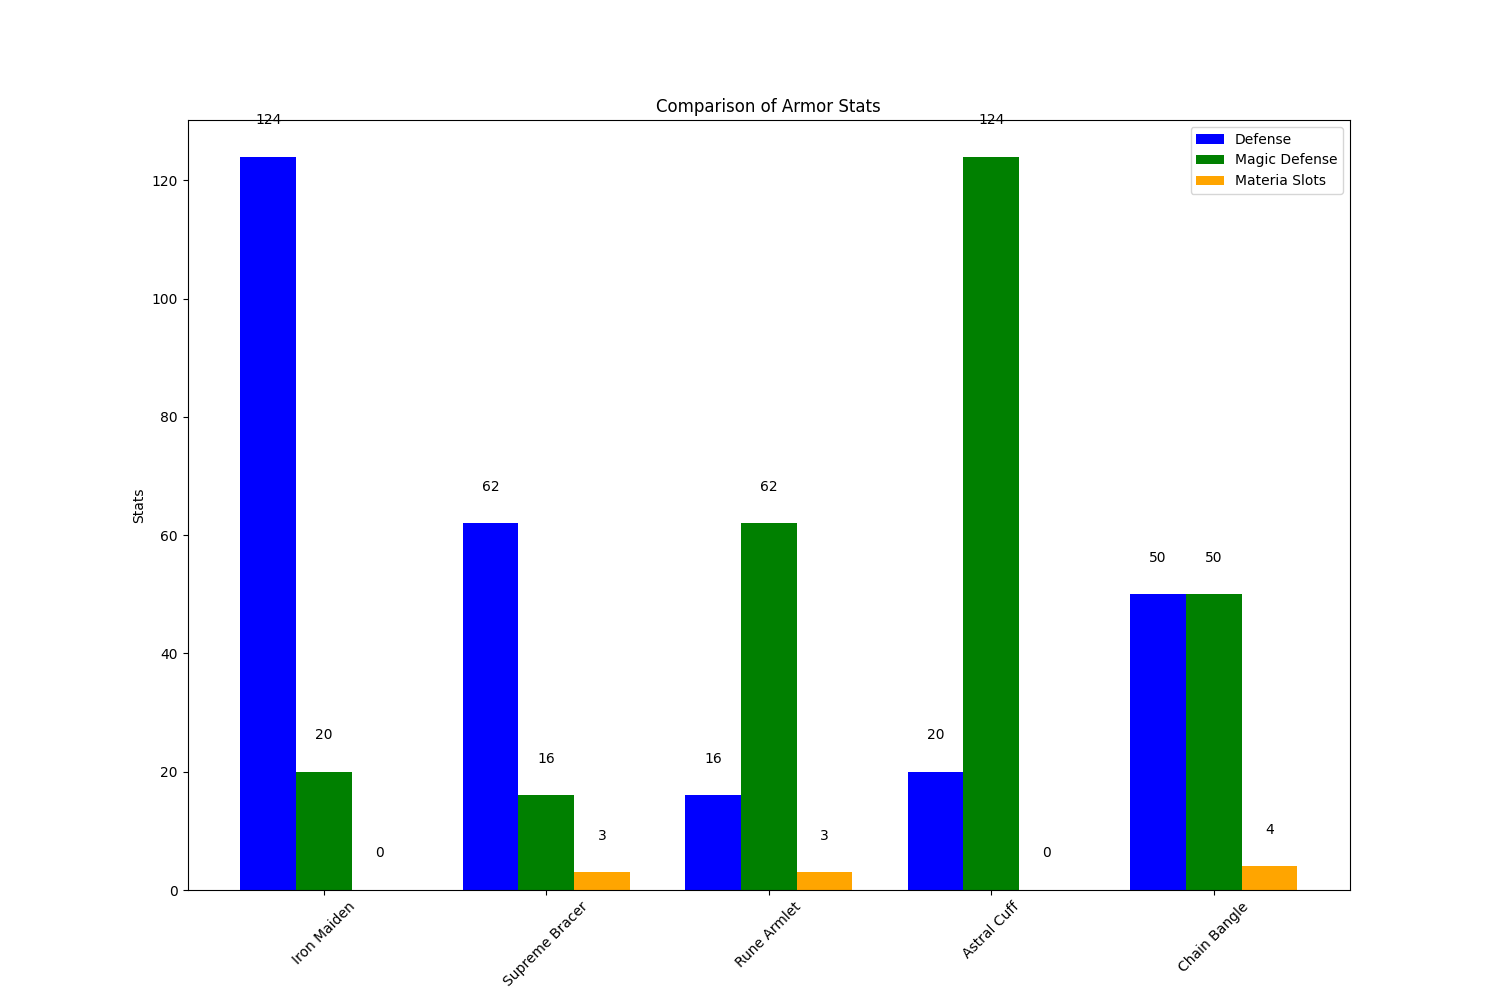 Comparison of Armor Stats
124
124
Defense
Magic Defense
Materia Slots
120
100
80
60
40
20
0
Stats
62
62
50
50
20
16
16
20
0
3
3
0
4
Iron Maiden
Supreme Bracer
Rune Armlet
Astral Cuff
Chain Bangle